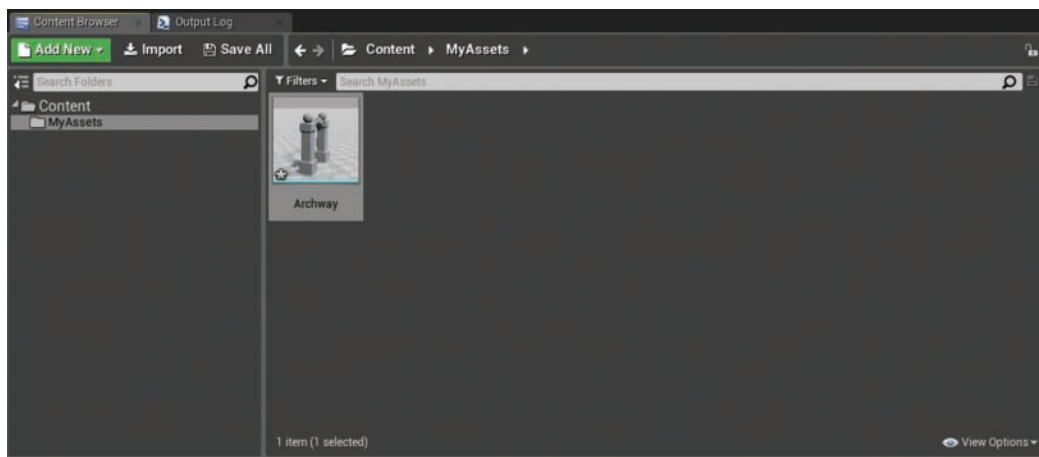 Content Browser
Output Log
Add New
Import
Save All
Content
MyAssets
Search Folders
Filters
Search MyAssets
Content
MyAssets
Archway
1 item (1 selected)
View Options